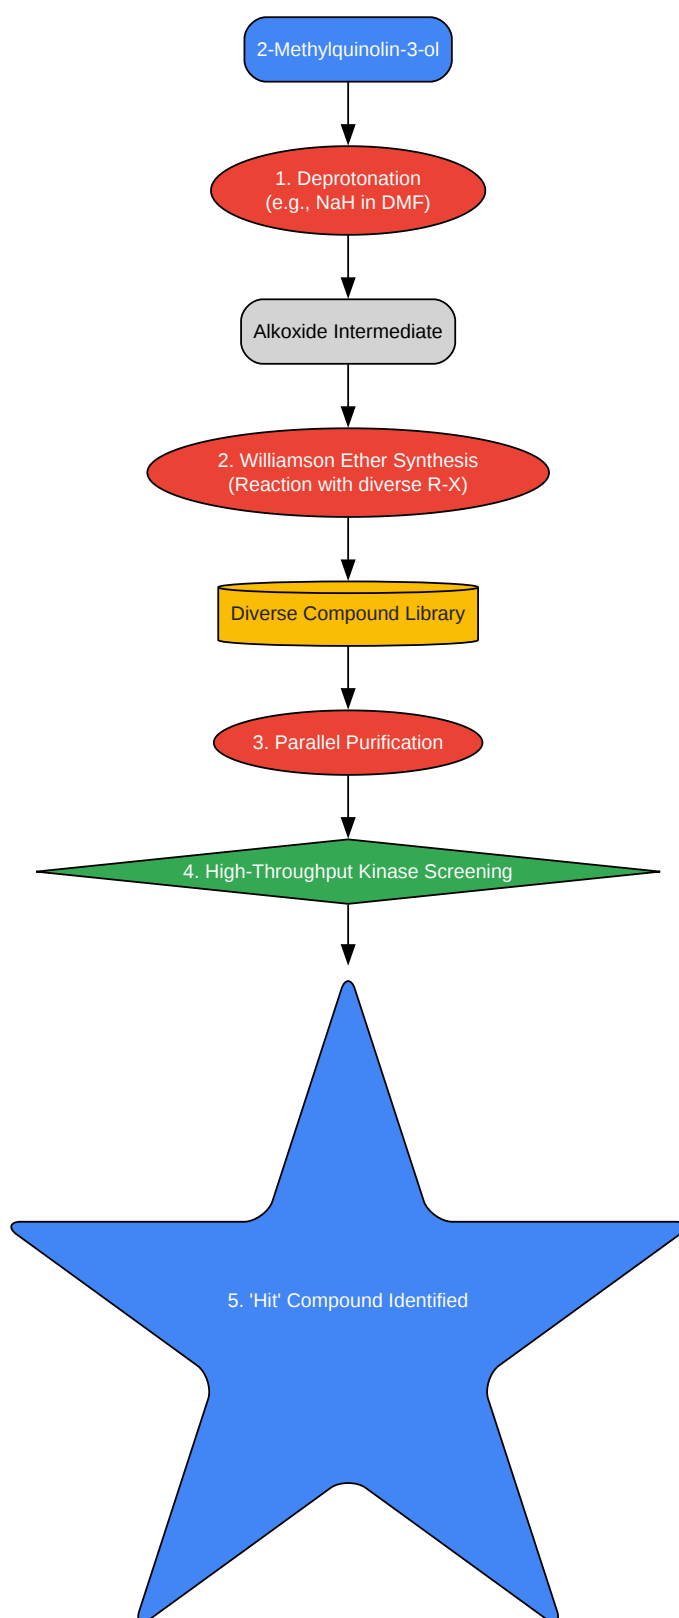 2-Methylquinolin-3-ol
1. Deprotonation
(e.g., NaH in DMF)
Alkoxide Intermediate
2. Williamson Ether Synthesis
(Reaction with diverse R-X)
Diverse Compound Library
3. Parallel Purification
4. High-Throughput Kinase Screening
5. 'Hit' Compound Identified